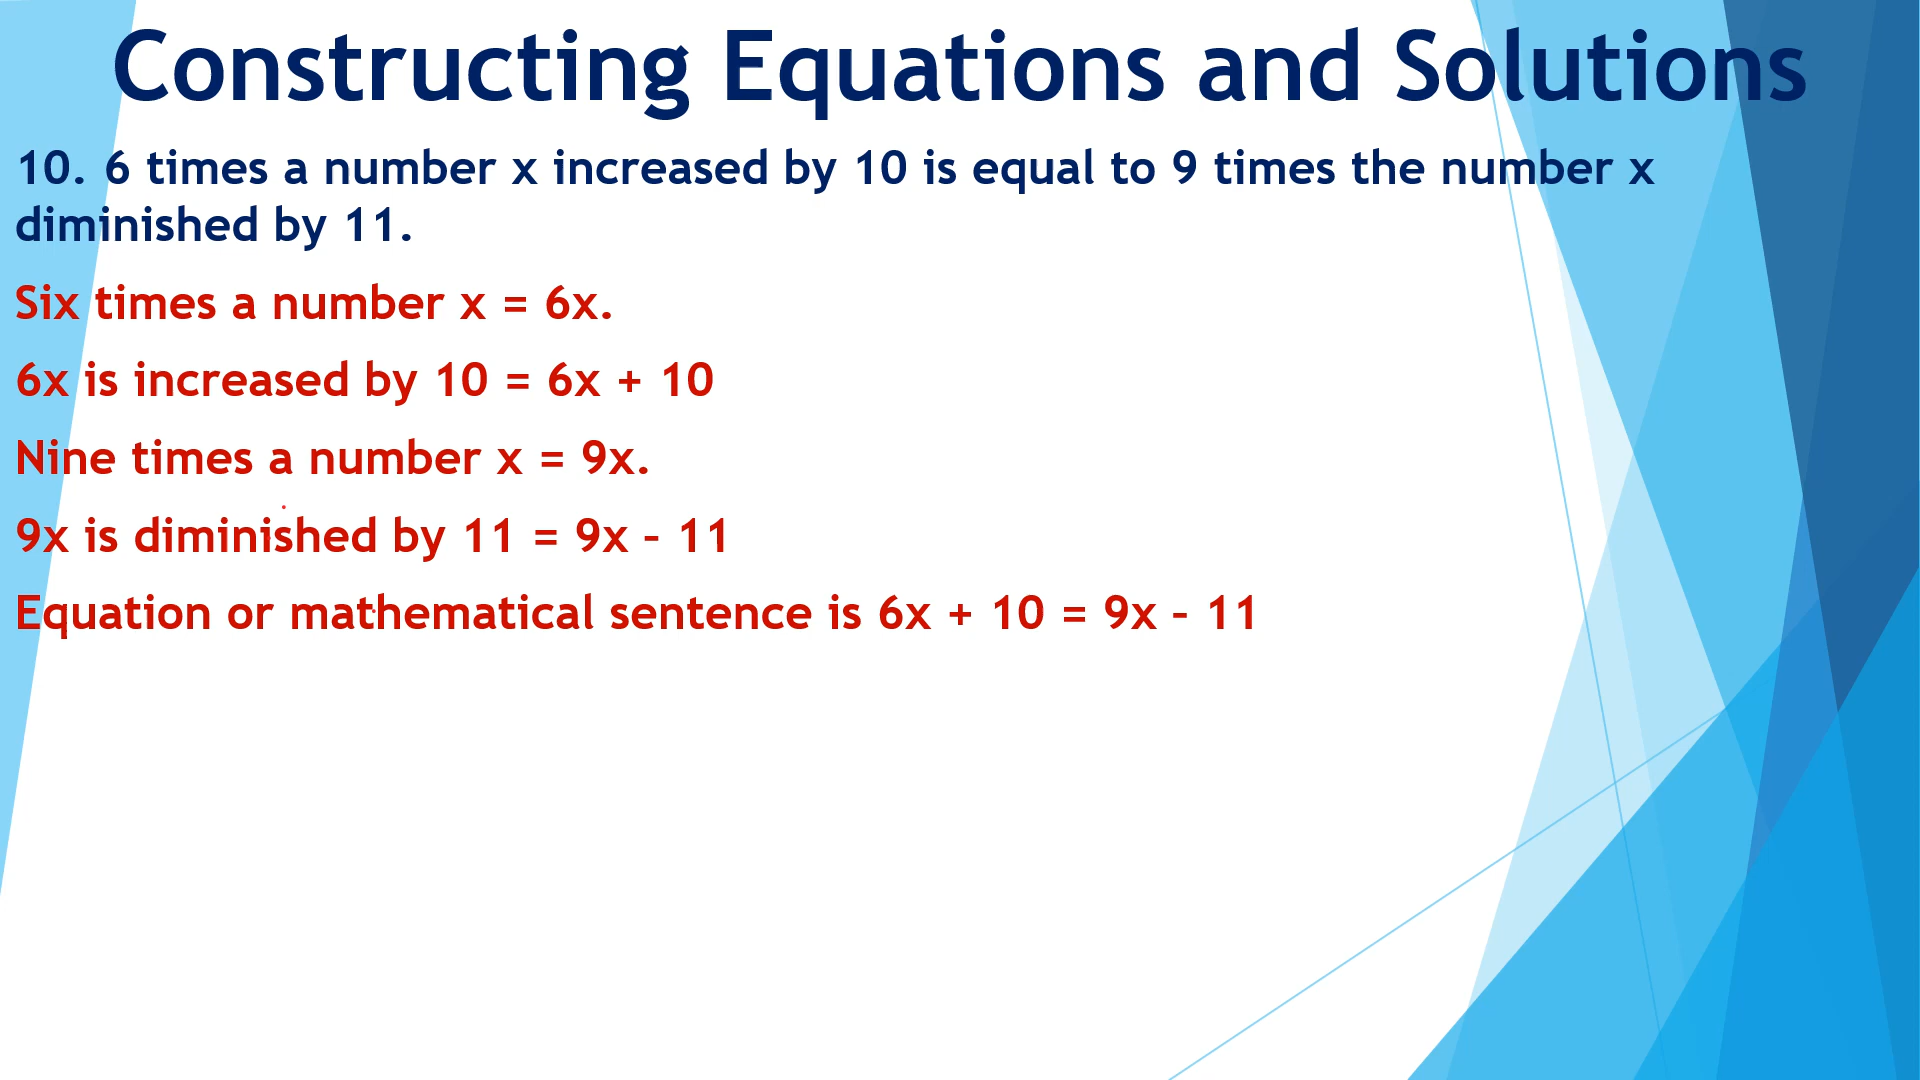 Constructing Equations and Solutions
10. 6 times a number x increased by 10 is equal to 9 times the number x
diminished by 11.
Six times a number x = 6x.
6x is increased by 10 = 6x + 10
Nine times a number x = 9x.
9x is diminished by 11 = 9x – 11
Equation or mathematical sentence is 6x + 10 = 9x – 11